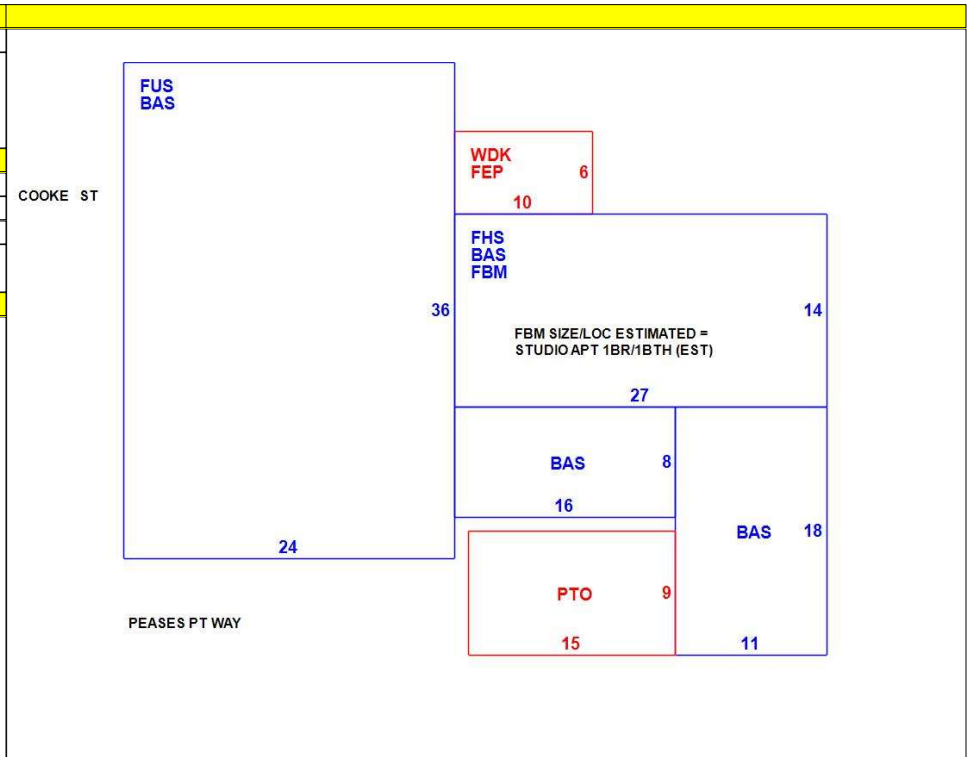 FUS
BAS
WDK
FEP
6
10
COOKE ST
FHS
BAS
FBM
36
14
FBM SIZE/LOC ESTIMATED =
STUDIO APT 1BR/1BTH (EST)
27
BAS
8
16
BAS
18
24
PTO
9
15
11
PEASES PT WAY